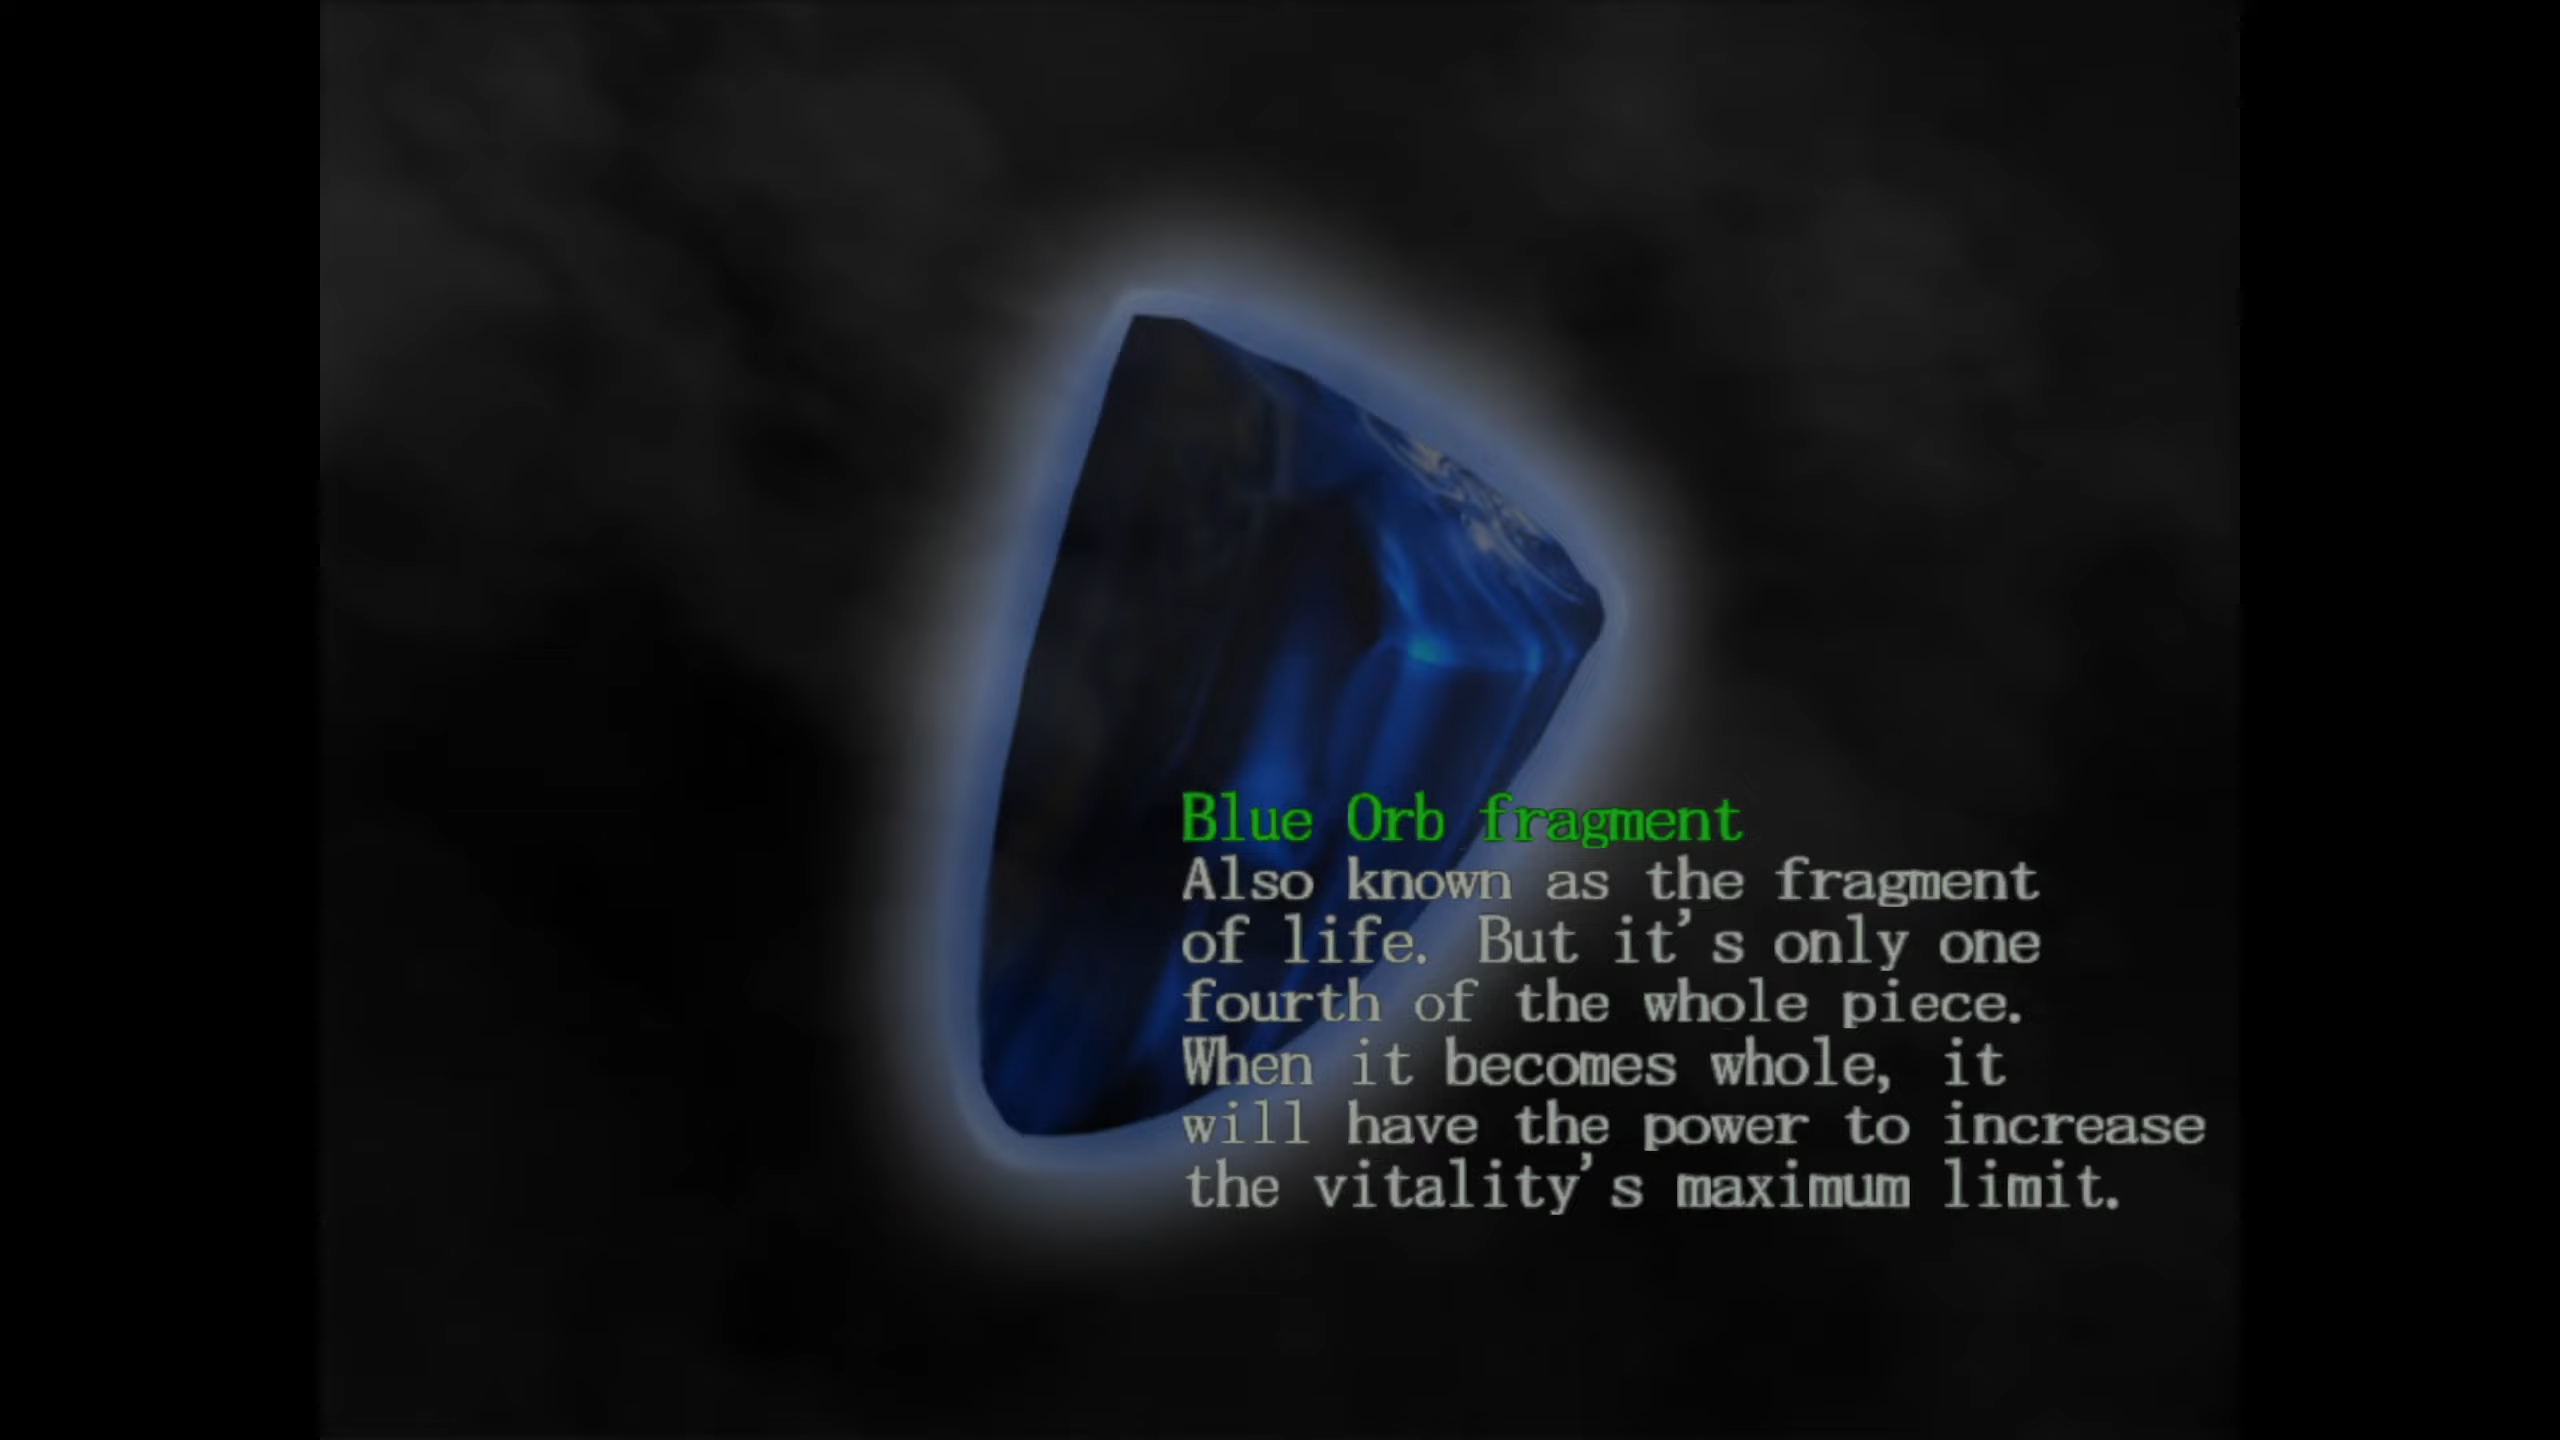 Blue Orb fragment
Also known as the fragment
of life. But it's only one
fourth of the whole piece.
When it becomes whole, it
will have the power to increase
the vitality's maximum limit.